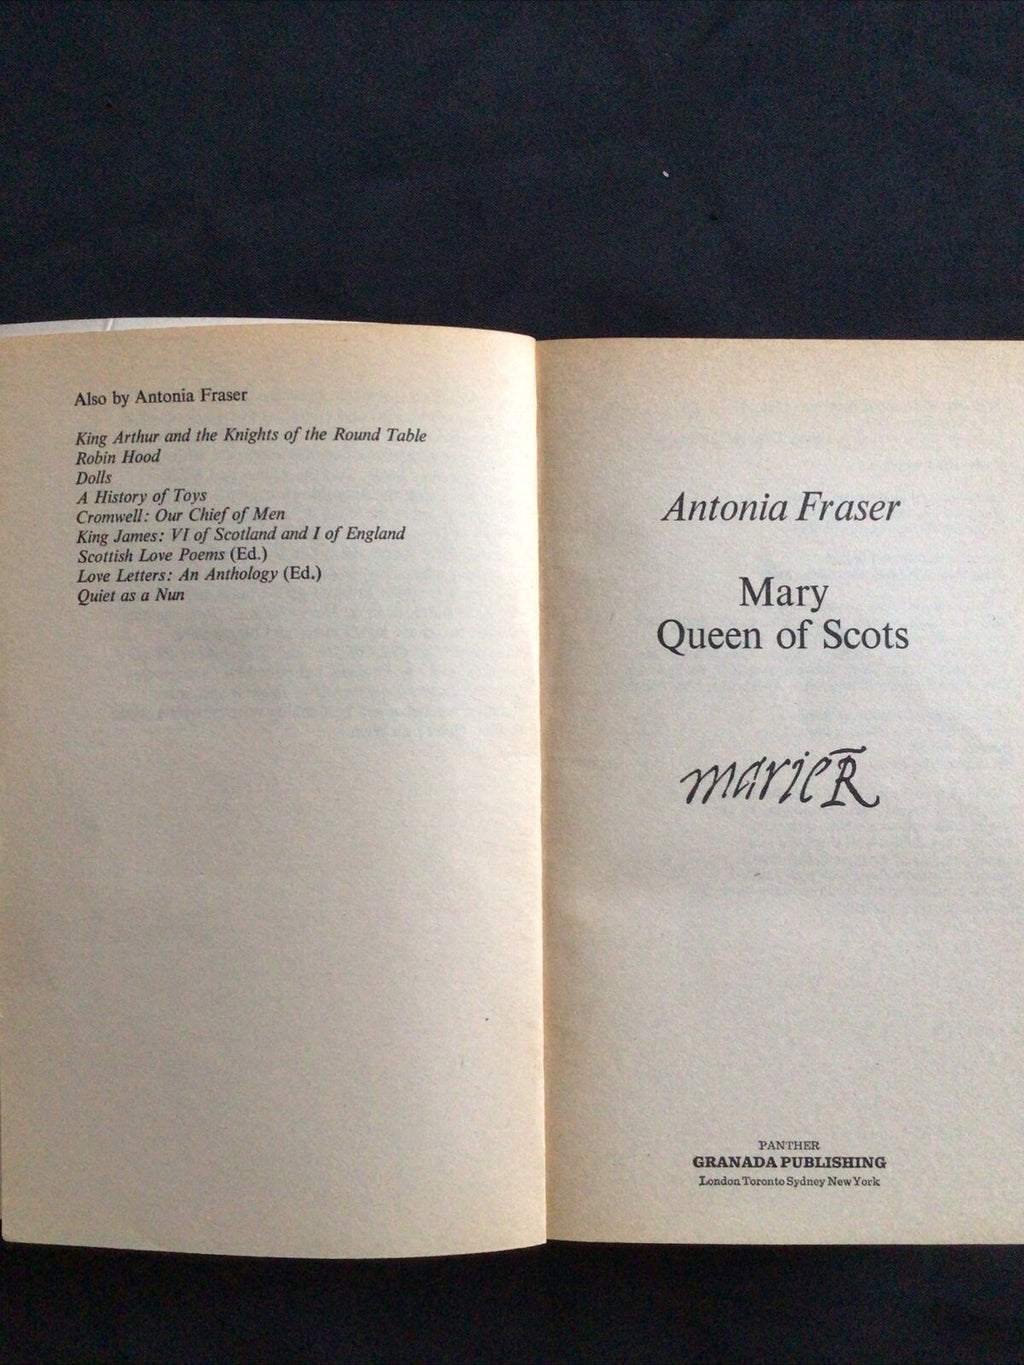 Also by Antonia Fraser
King Arthur and the Knights of the Round Table
Robin Hood
Dolls
A History of Toys
Cromwell: Our Chief of Men
King James: VI of Scotland and I of England
Scottish Love Poems (Ed.)
Love Letters: An Anthology (Ed.)
Quiet as a Nun
Antonia Fraser
Mary
Queen of Scots
marieR
PANTHER
GRANADA PUBLISHING
London Toronto Sydney New York